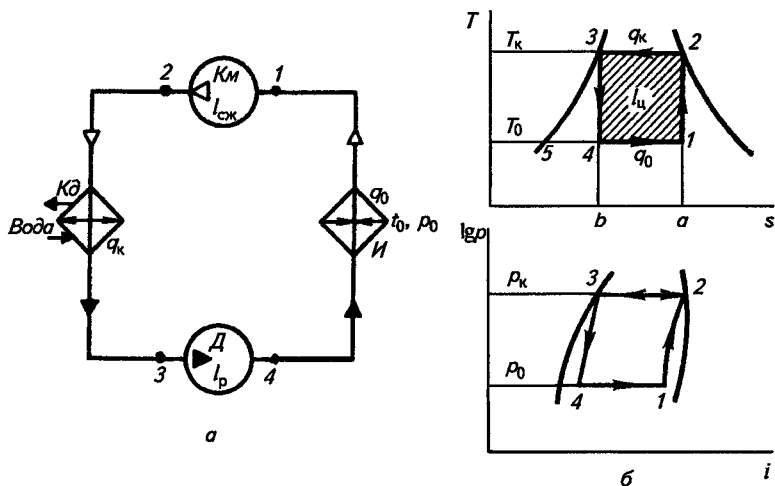 2
Км
1
lсж
Кд
Вода
qк
q0
t0, p0
И
3
Д
lр
4
а
T
Tк
3
qк
2
lц
T0
5
4
q0
1
b
a
s
lgp
pк
3
2
p0
4
1
б
i